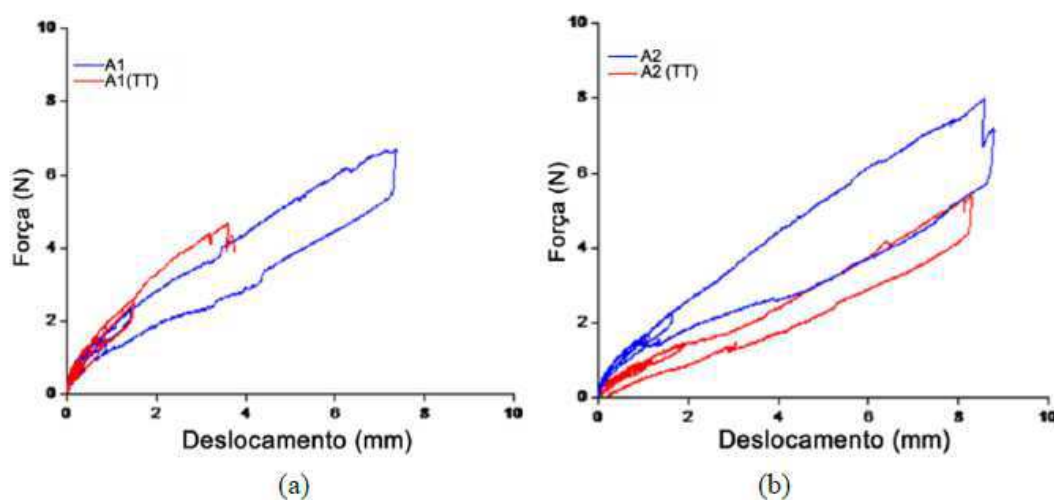 10
A1
A1(TT)
8
6
Força (N)
4
2
0
0 2 4 6 8 10
Deslocamento (mm)
(a)
10
A2
A2 (TT)
8
6
Força (N)
4
2
0
0 2 4 6 8 10
Deslocamento (mm)
(b)